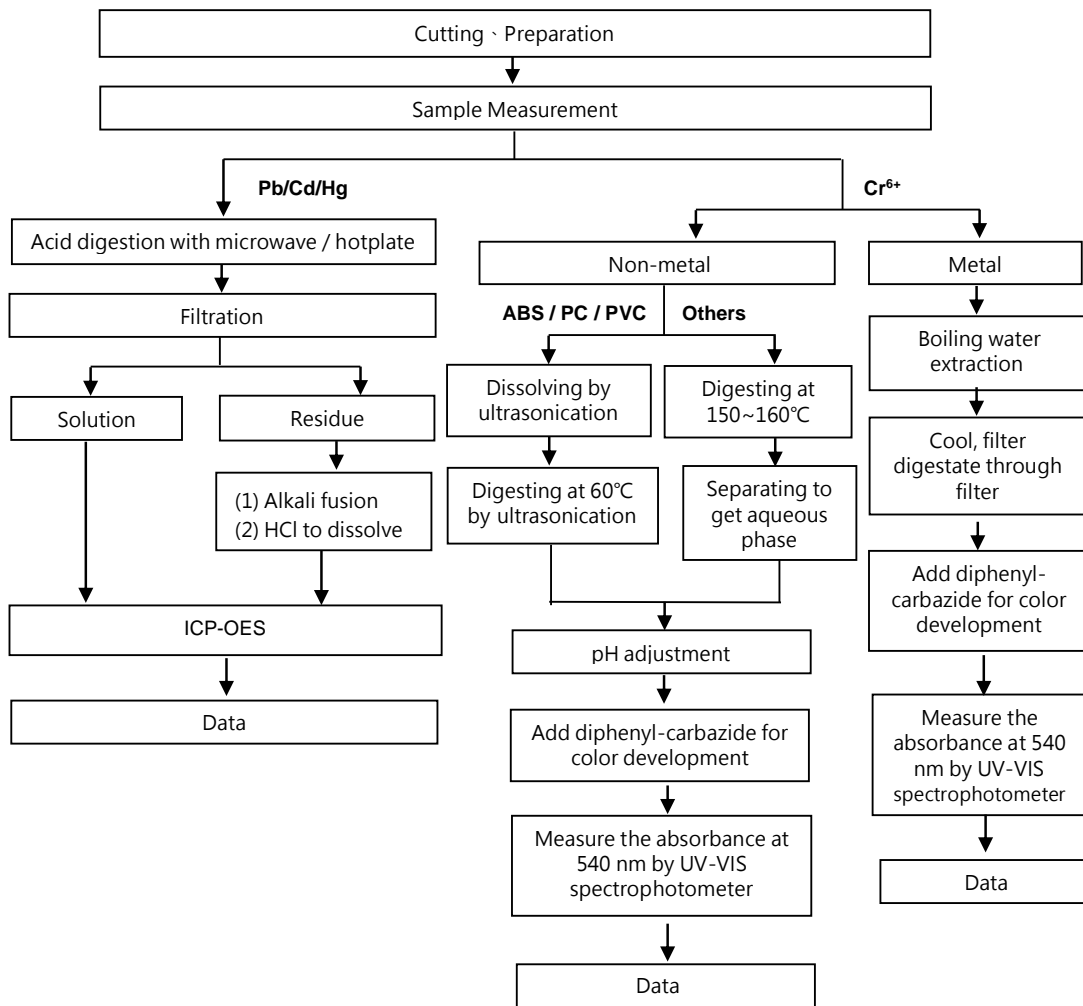 Cutting、Preparation
Sample Measurement
Pb/Cd/Hg
Cr⁶⁺
Acid digestion with microwave / hotplate
Filtration
Solution
Residue
(1) Alkali fusion
(2) HCl to dissolve
ICP-OES
Data
Non-metal
ABS / PC / PVC
Others
Dissolving by
ultrasonication
Digesting at 60℃
by ultrasonication
Digesting at
150~160℃
Separating to
get aqueous
phase
pH adjustment
Add diphenyl-carbazide for
color development
Measure the absorbance at
540 nm by UV-VIS
spectrophotometer
Data
Metal
Boiling water
extraction
Cool, filter
digestate through
filter
Add diphenyl-
carbazide for color
development
Measure the
absorbance at 540
nm by UV-VIS
spectrophotometer
Data